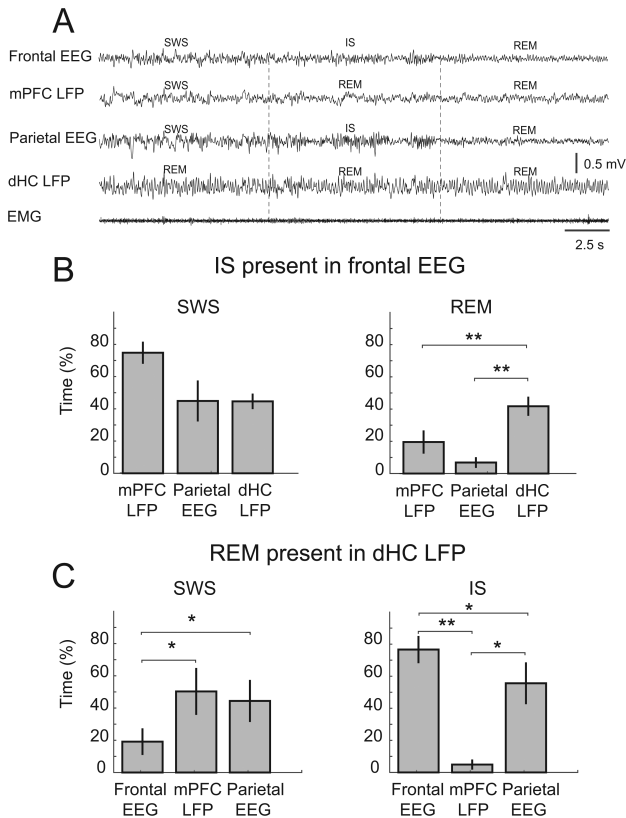 A
Frontal EEG SWS IS REM
mPFC LFP SWS REM REM
Parietal EEG SWS IS REM
0.5 mV
dHC LFP REM REM REM
EMG
2.5 s
B IS present in frontal EEG
SWS
Time (%)
80
60
40
20
0
mPFC LFP
Parietal EEG
dHC LFP
REM
** 
**
80
60
40
20
0
mPFC LFP
Parietal EEG
dHC LFP
REM present in dHC LFP
C
SWS
Time (%)
*
*
80
60
40
20
0
Frontal EEG
mPFC LFP
Parietal EEG
IS
*
**
*
80
60
40
20
0
Frontal EEG
mPFC LFP
Parietal EEG